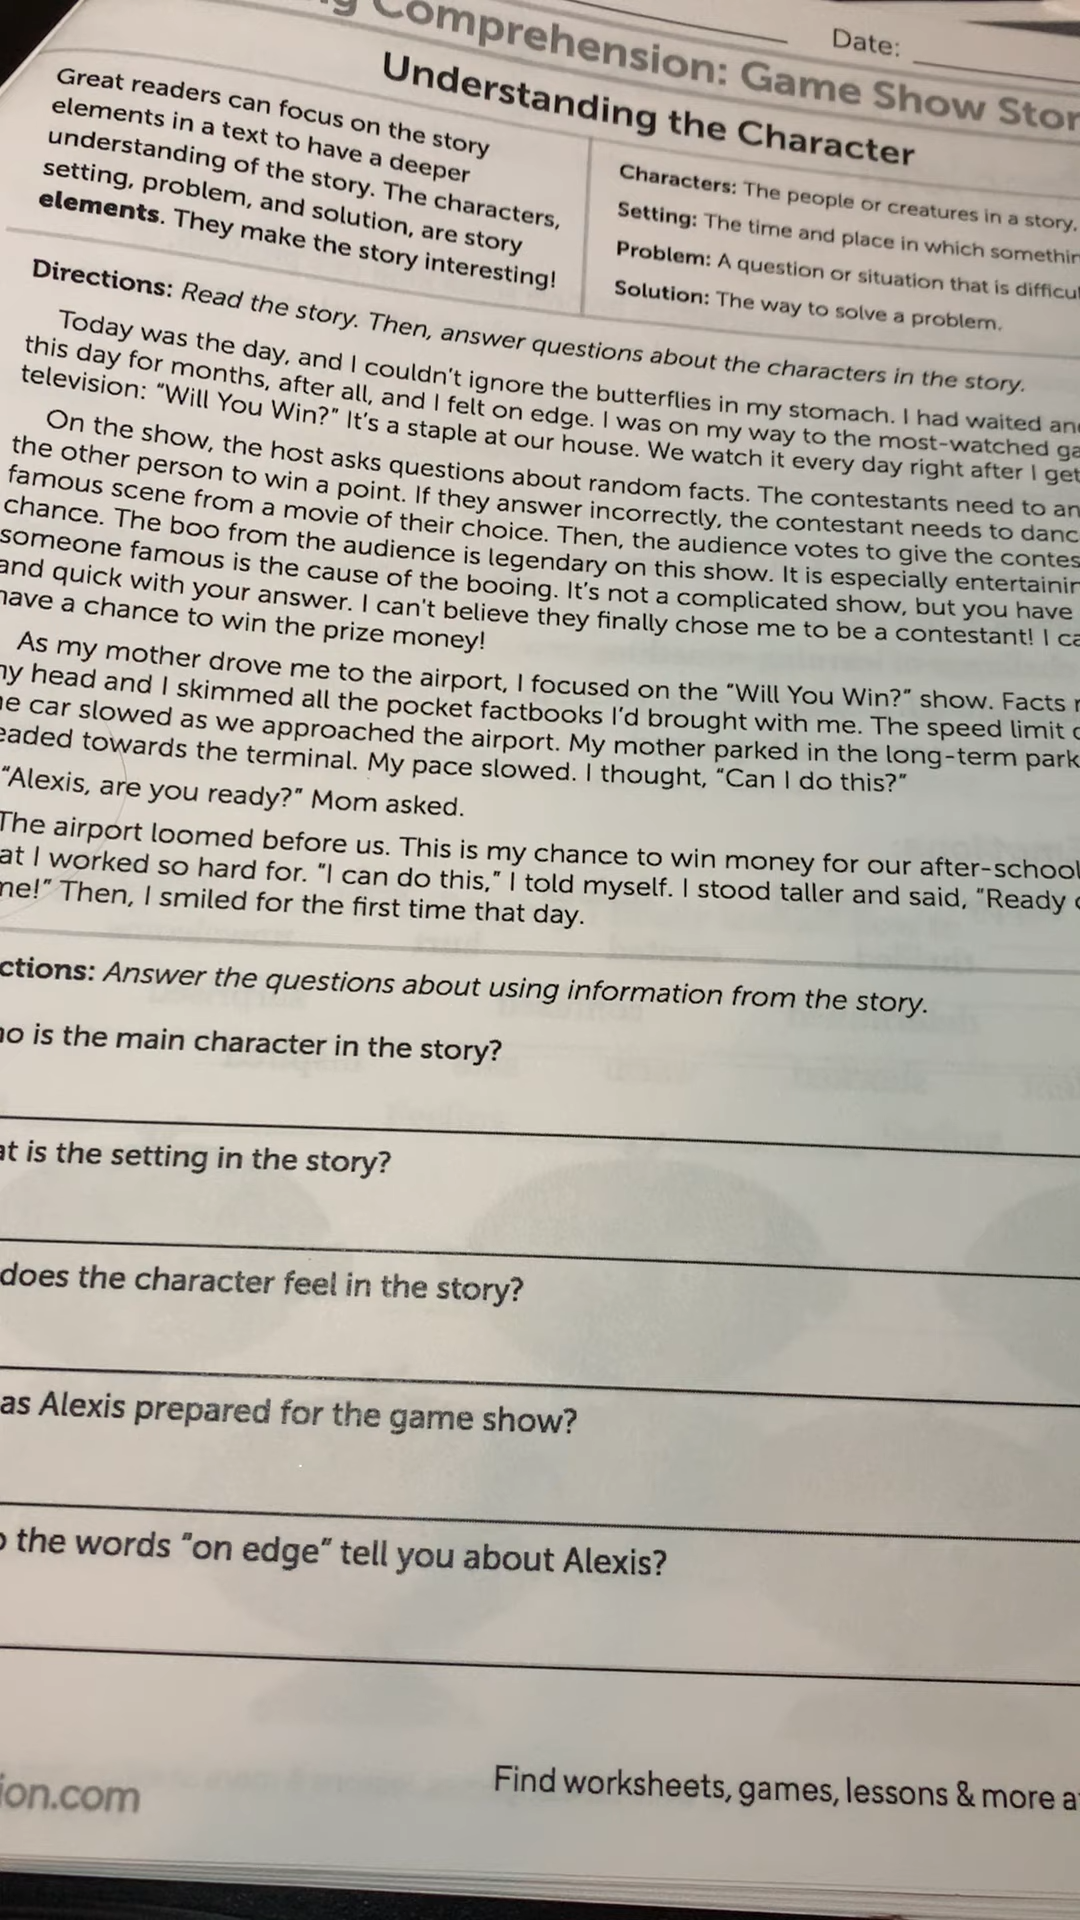 Comprehension: Game Show
Date:
Understanding the Character
Great readers can focus on the story
elements in a text to have a deeper
understanding of the story. The characters,
setting, problem, and solution, are story
elements. They make the story interesting!
Characters: The people or creatures in a story.
Setting: The time and place in which
Problem: A question or situation that is
Solution: The way to solve a problem.
Directions: Read the story. Then, answer questions about the characters in the story.
Today was the day, and I couldn't ignore the butterflies in my stomach. I had waited
this day for months, after all, and I felt on edge. I was on my way to the most-watched
television: "Will You Win?" It's a staple at our house. We watch it every day right after I get
On the show, the host asks questions about random facts. The contestants need to
the other person to win a point. If they answer incorrectly, the contestant needs to
famous scene from a movie of their choice. Then, the audience votes to give the
chance. The boo from the audience is legendary on this show. It is especially
someone famous is the cause of the booing. It's not a complicated show, but you have
and quick with your answer. I can't believe they finally chose me to be a contestant! I
have a chance to win the prize money!
As my mother drove me to the airport, I focused on the "Will You Win?" show. Facts
my head and I skimmed all the pocket factbooks I'd brought with me. The speed limit
car slowed as we approached the airport. My mother parked in the long-term
towards the terminal. My pace slowed. I thought, "Can I do this?"
"Alexis, are you ready?" Mom asked.
The airport loomed before us. This is my chance to win money for our after-school
at I worked so hard for. "I can do this," I told myself. I stood taller and said, "Ready
me!" Then, I smiled for the first time that day.
ctions: Answer the questions about using information from the story.
is the main character in the story?
at is the setting in the story?
does the character feel in the story?
as Alexis prepared for the game show?
the words "on edge" tell you about Alexis?
ion.com
Find worksheets, games, lessons & more